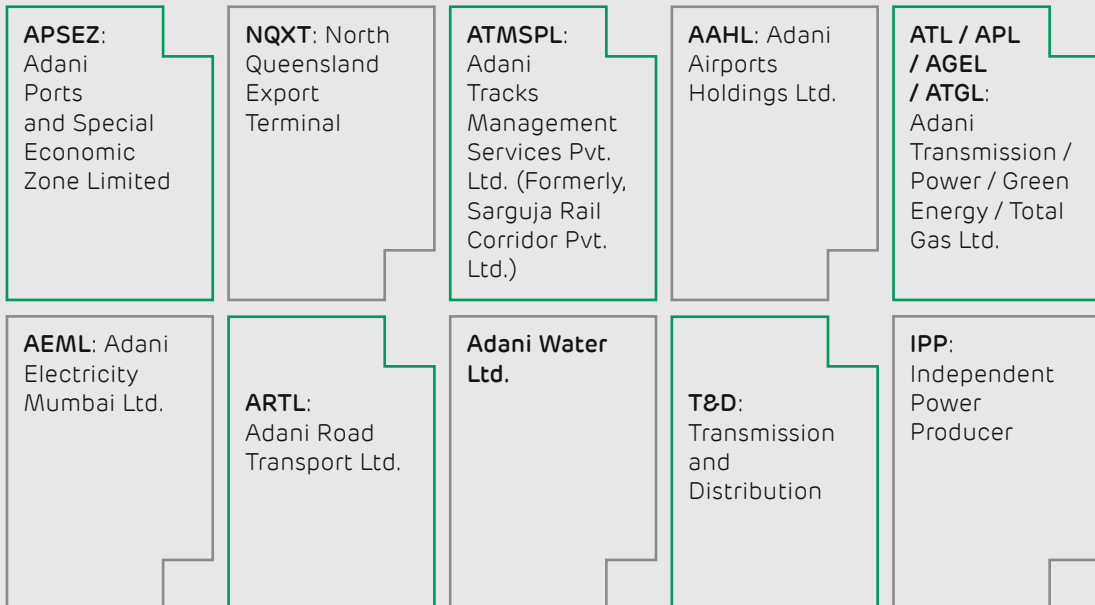 APSEZ:
Adani
Ports
and Special
Economic
Zone Limited
NQXT: North
Queensland
Export
Terminal
ATMSPL:
Adani
Tracks
Management
Services Pvt.
Ltd. (Formerly,
Sarguja Rail
Corridor Pvt.
Ltd.)
AAHL: Adani
Airports
Holdings Ltd.
ATL / APL
/ AGEL
/ ATGL:
Adani
Transmission /
Power / Green
Energy / Total
Gas Ltd.
AEML: Adani
Electricity
Mumbai Ltd.
ARTL:
Adani Road
Transport Ltd.
Adani Water
Ltd.
T&D:
Transmission
and
Distribution
IPP:
Independent
Power
Producer